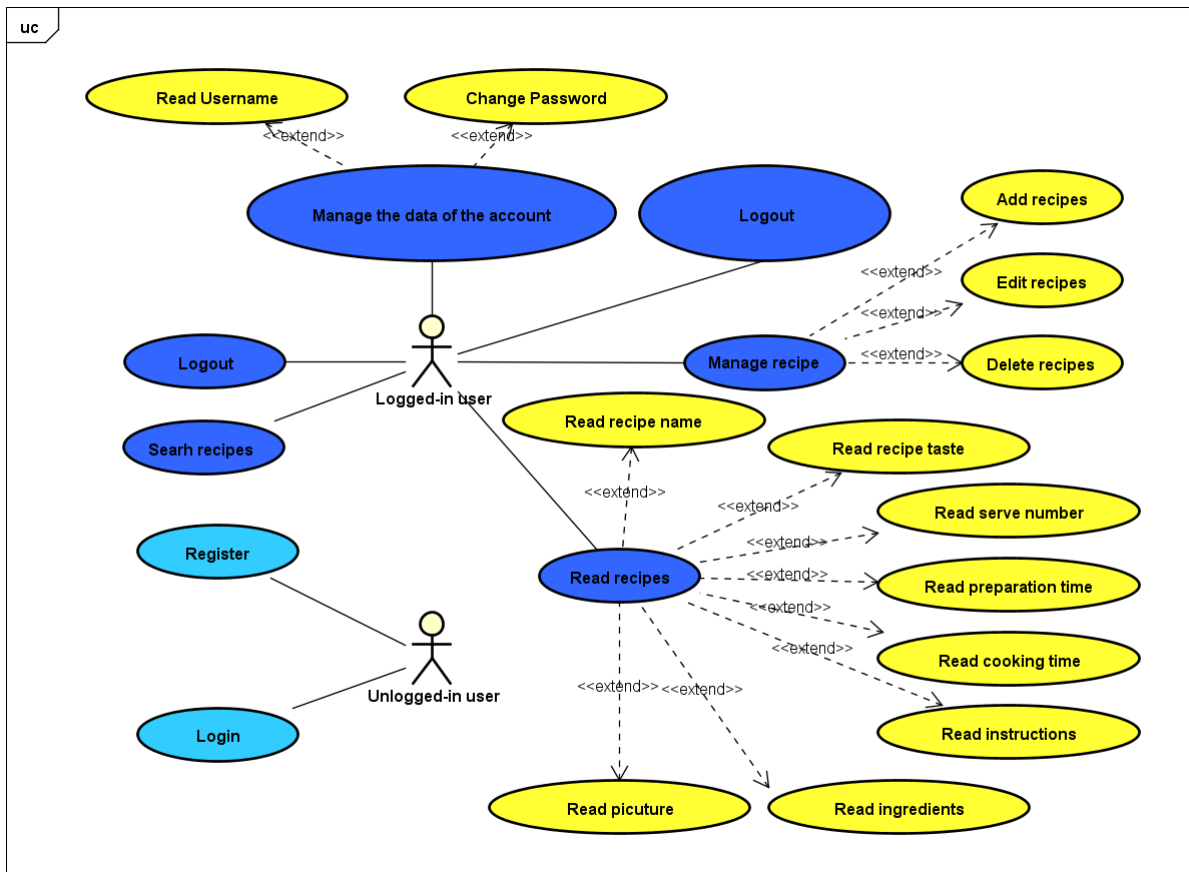 uc
Read Username
Change Password
<<extend>>
<<extend>>
Manage the data of the account
Logout
Add recipes
<<extend>>
Edit recipes
<<extend>>
Logout
Manage recipe
<<extend>>
Delete recipes
Logged-in user
Read recipe name
Searh recipes
Read recipe taste
<<extend>>
<<extend>>
Read serve number
<<extend>>
Register
Read recipes
<<extend>>
Read preparation time
<<extend>>
<<extend>>
Read cooking time
Unlogged-in user
<<extend>>
<<extend>>
Login
Read instructions
Read picuture
Read ingredients